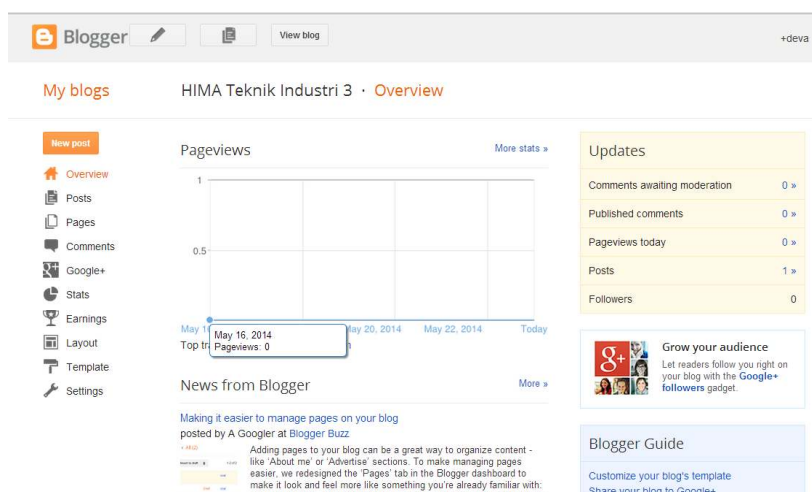 Blogger
View blog
+deva
My blogs
HIMA Teknik Industri 3 · Overview
New post
Overview
Posts
Pages
Comments
Google+
Stats
Earnings
Layout
Template
Settings
Pageviews
More stats »
1
0.5
May 20, 2014
May 22, 2014
Today
May 16, 2014
Pageviews: 0
News from Blogger
More »
Making it easier to manage pages on your blog
posted by A Googler at Blogger Buzz
Adding pages to your blog can be a great way to organize content -
like 'About me' or 'Advertise' sections. To make managing pages
easier, we redesigned the 'Pages' tab in the Blogger dashboard to
make it look and feel more like something you're already familiar with:
Updates
Comments awaiting moderation 0 »
Published comments 0 »
Pageviews today 0 »
Posts 1 »
Followers 0
Grow your audience
Let readers follow you right on
your blog with the Google+
followers gadget.
Blogger Guide
Customize your blog's template
Share your blog to Google+